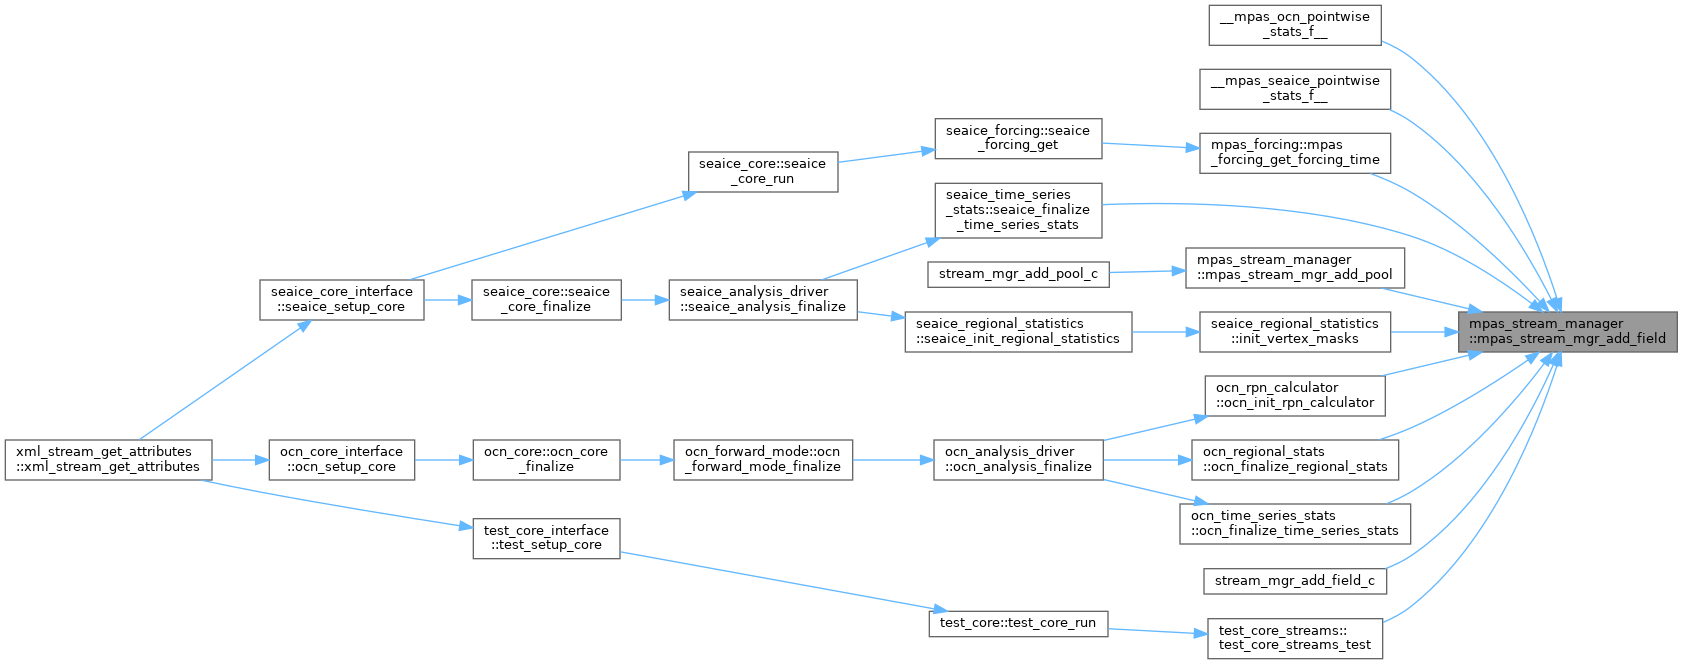 __mpas_ocn_pointwise
_stats_f__
__mpas_seaice_pointwise
_stats_f__
seaice_forcing::seaice
_forcing_get
mpas_forcing::mpas
_forcing_get_forcing_time
seaice_core::seaice
_core_run
seaice_time_series
_stats::seaice_finalize
_time_series_stats
mpas_stream_manager
::mpas_stream_mgr_add_pool
stream_mgr_add_pool_c
seaice_core_interface
::seaice_setup_core
seaice_core::seaice
_core_finalize
seaice_analysis_driver
::seaice_analysis_finalize
seaice_regional_statistics
::seaice_init_regional_statistics
seaice_regional_statistics
::init_vertex_masks
mpas_stream_manager
::mpas_stream_mgr_add_field
ocn_rpn_calculator
::ocn_init_rpn_calculator
xml_stream_get_attributes
::xml_stream_get_attributes
ocn_core_interface
::ocn_setup_core
ocn_core::ocn_core
_finalize
ocn_forward_mode::ocn
_forward_mode_finalize
ocn_analysis_driver
::ocn_analysis_finalize
ocn_regional_stats
::ocn_finalize_regional_stats
ocn_time_series_stats
::ocn_finalize_time_series_stats
test_core_interface
::test_setup_core
stream_mgr_add_field_c
test_core::test_core_run
test_core_streams::
test_core_streams_test